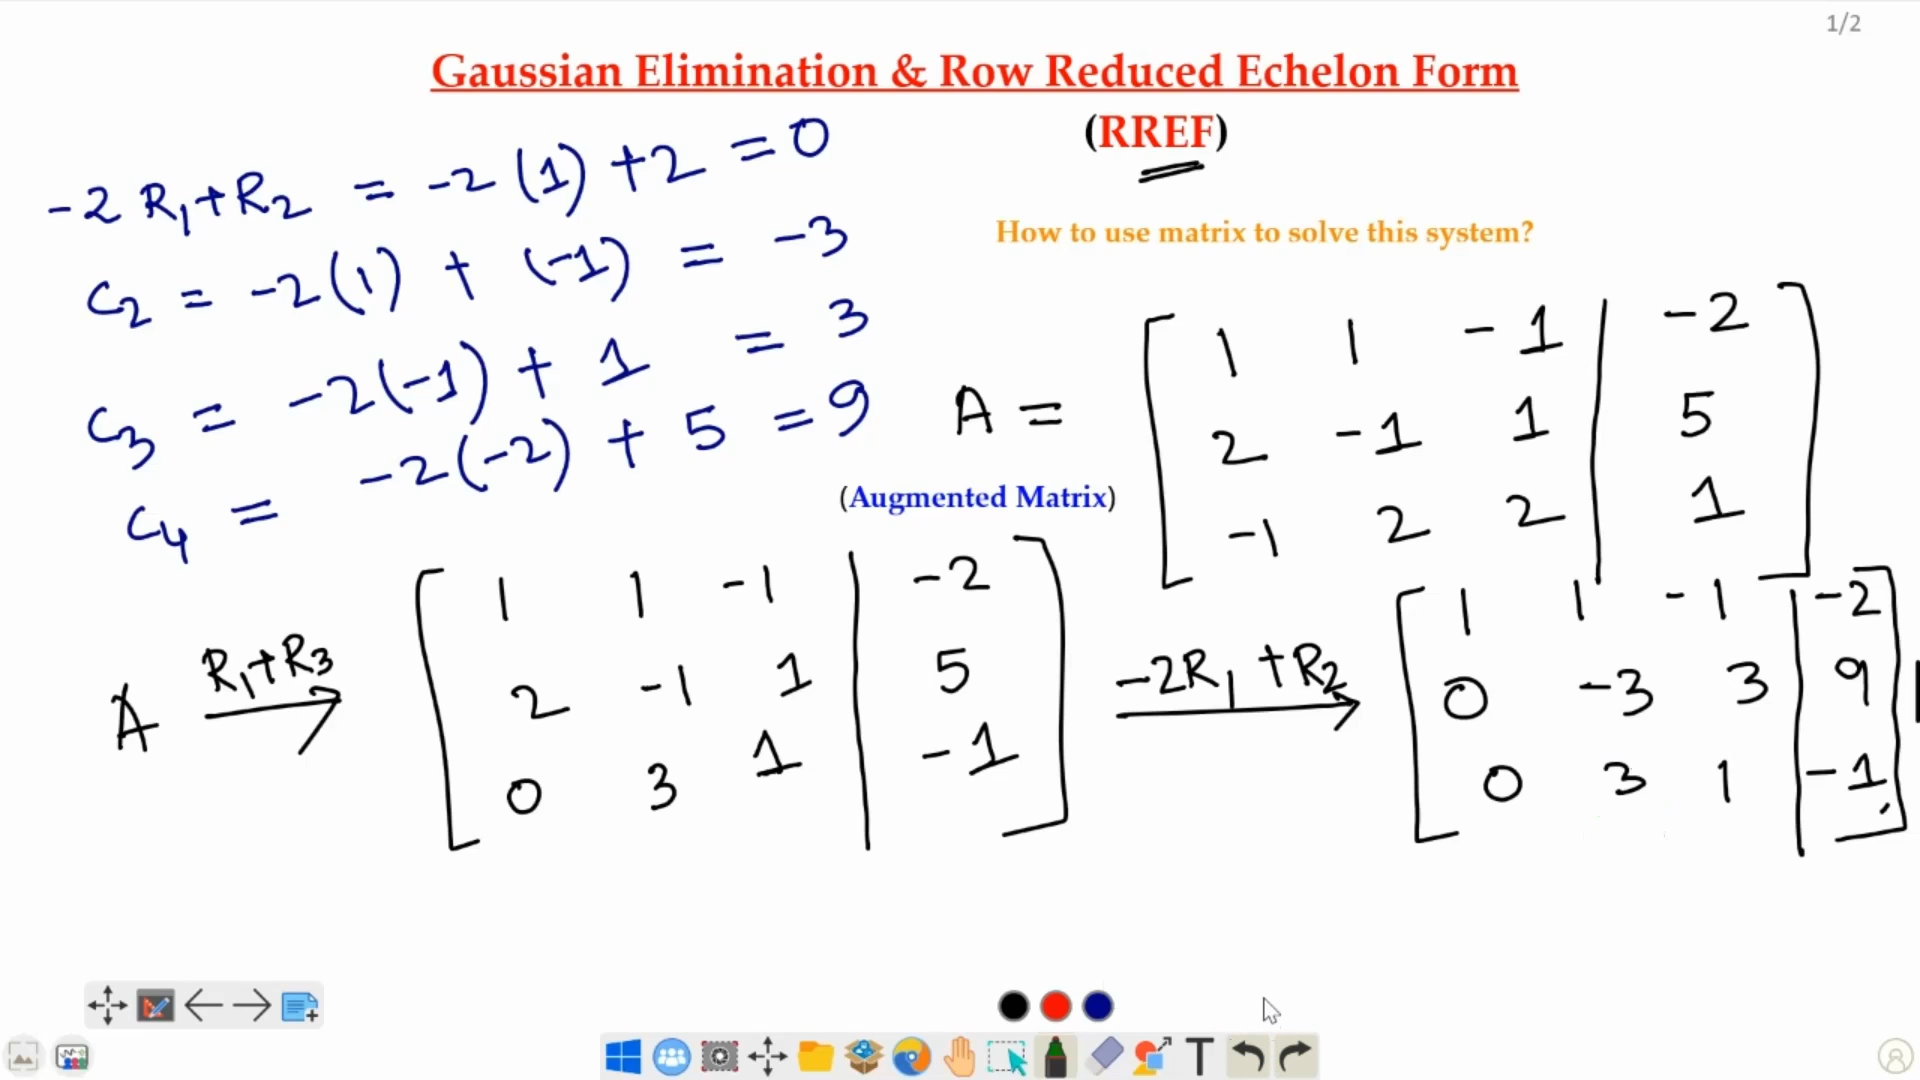 1/2
Gaussian Elimination & Row Reduced Echelon Form
(RREF)
-2 R₁+R₂ = -2 (1) +2 = 0
C₂ = -2(1) + (-1) = -3
C₃ = -2(-1) + 1 = 3
C₄ = -2(-2) + 5 = 9
How to use matrix to solve this system?
A =
1 1 -1 | -2
2 -1 1 | 5
-1 2 2 | 1
(Augmented Matrix)
A R₁+R₃ →
1 1 -1 | -2
2 -1 1 | 5
0 3 1 | -1
-2R₁ +R₂ →
1 1 -1 | -2
0 -3 3 | 9
0 3 1 | -1
T